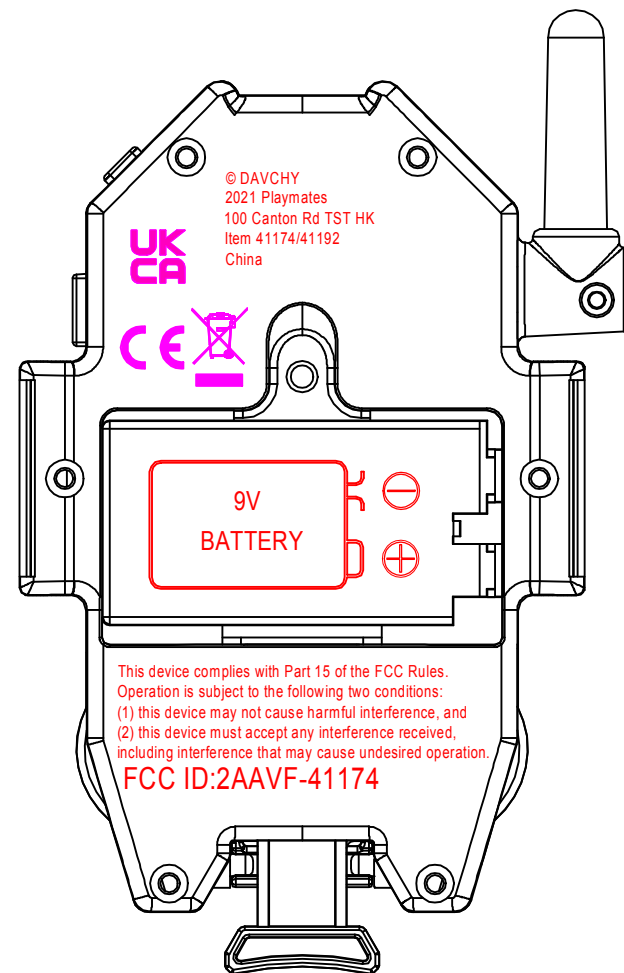 © DAVCHY
2021 Playmates
100 Canton Rd TST HK
Item 41174/41192
China
UK
CA
CE
9V
BATTERY
This device complies with Part 15 of the FCC Rules.
Operation is subject to the following two conditions:
(1) this device may not cause harmful interference, and
(2) this device must accept any interference received,
including interference that may cause undesired operation.
FCC ID:2AAVF-41174